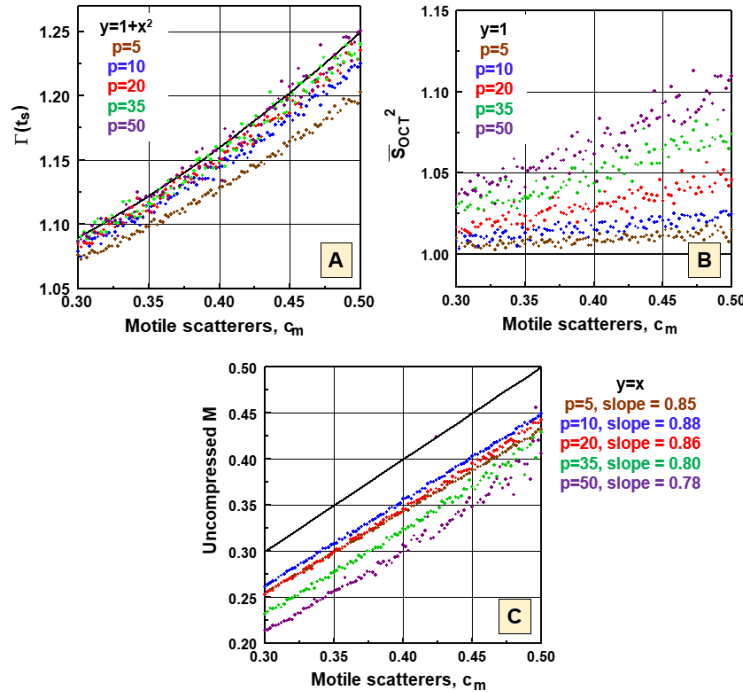 1.25
1.20
1.15
1.10
1.05
Γ(ts)
y=1+x²
p=5
p=10
p=20
p=35
p=50
A
0.30 0.35 0.40 0.45 0.50
Motile scatterers, cm
1.15
1.10
1.05
1.00
S̅OCT²
y=1
p=5
p=10
p=20
p=35
p=50
B
0.30 0.35 0.40 0.45 0.50
Motile scatterers, cm
0.50
0.45
0.40
0.35
0.30
0.25
0.20
Uncompressed M
C
0.30 0.35 0.40 0.45 0.50
Motile scatterers, cm
y=x
p=5, slope = 0.85
p=10, slope = 0.88
p=20, slope = 0.86
p=35, slope = 0.80
p=50, slope = 0.78